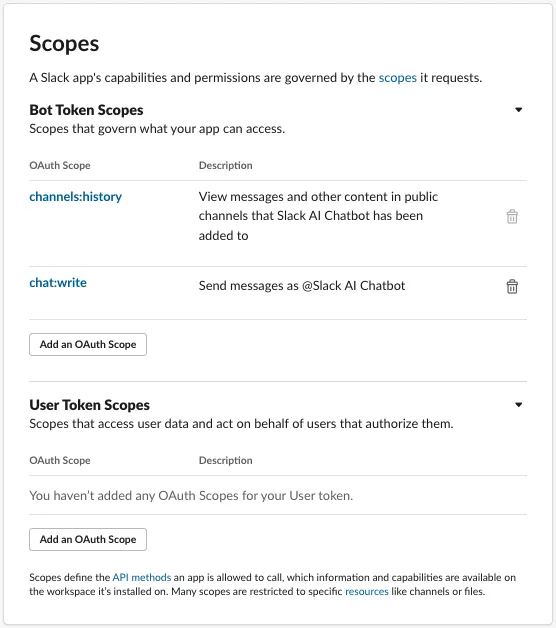 Scopes
A Slack app's capabilities and permissions are governed by the scopes it requests.
Bot Token Scopes
Scopes that govern what your app can access.
OAuth Scope Description
channels:history View messages and other content in public
channels that Slack AI Chatbot has been
added to
chat:write Send messages as @Slack AI Chatbot
Add an OAuth Scope
User Token Scopes
Scopes that access user data and act on behalf of users that authorize them.
OAuth Scope Description
You haven’t added any OAuth Scopes for your User token.
Add an OAuth Scope
Scopes define the API methods an app is allowed to call, which information and capabilities are available on
the workspace it’s installed on. Many scopes are restricted to specific resources like channels or files.